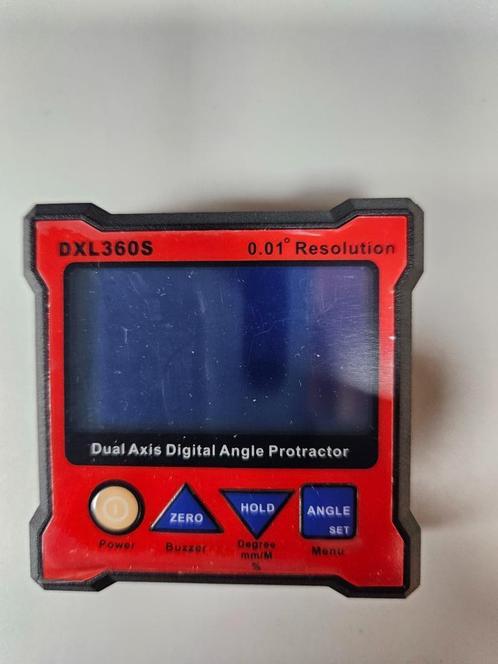 DXL360S 0.01° Resolution
Dual Axis Digital Angle Protractor
ZERO HOLD ANGLE
SET
Power Buzzer Degree Menu
mm/M
%